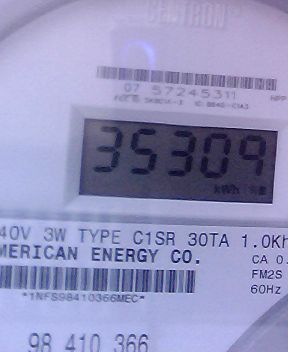 CENTRON
07 57245311
35309
kWh
40V 3W TYPE C1SR 30TA 1.0Kh
MERICAN ENERGY CO.
CA 0.
FM2S
60Hz
*1NFS98410366MEC*
98 410 366